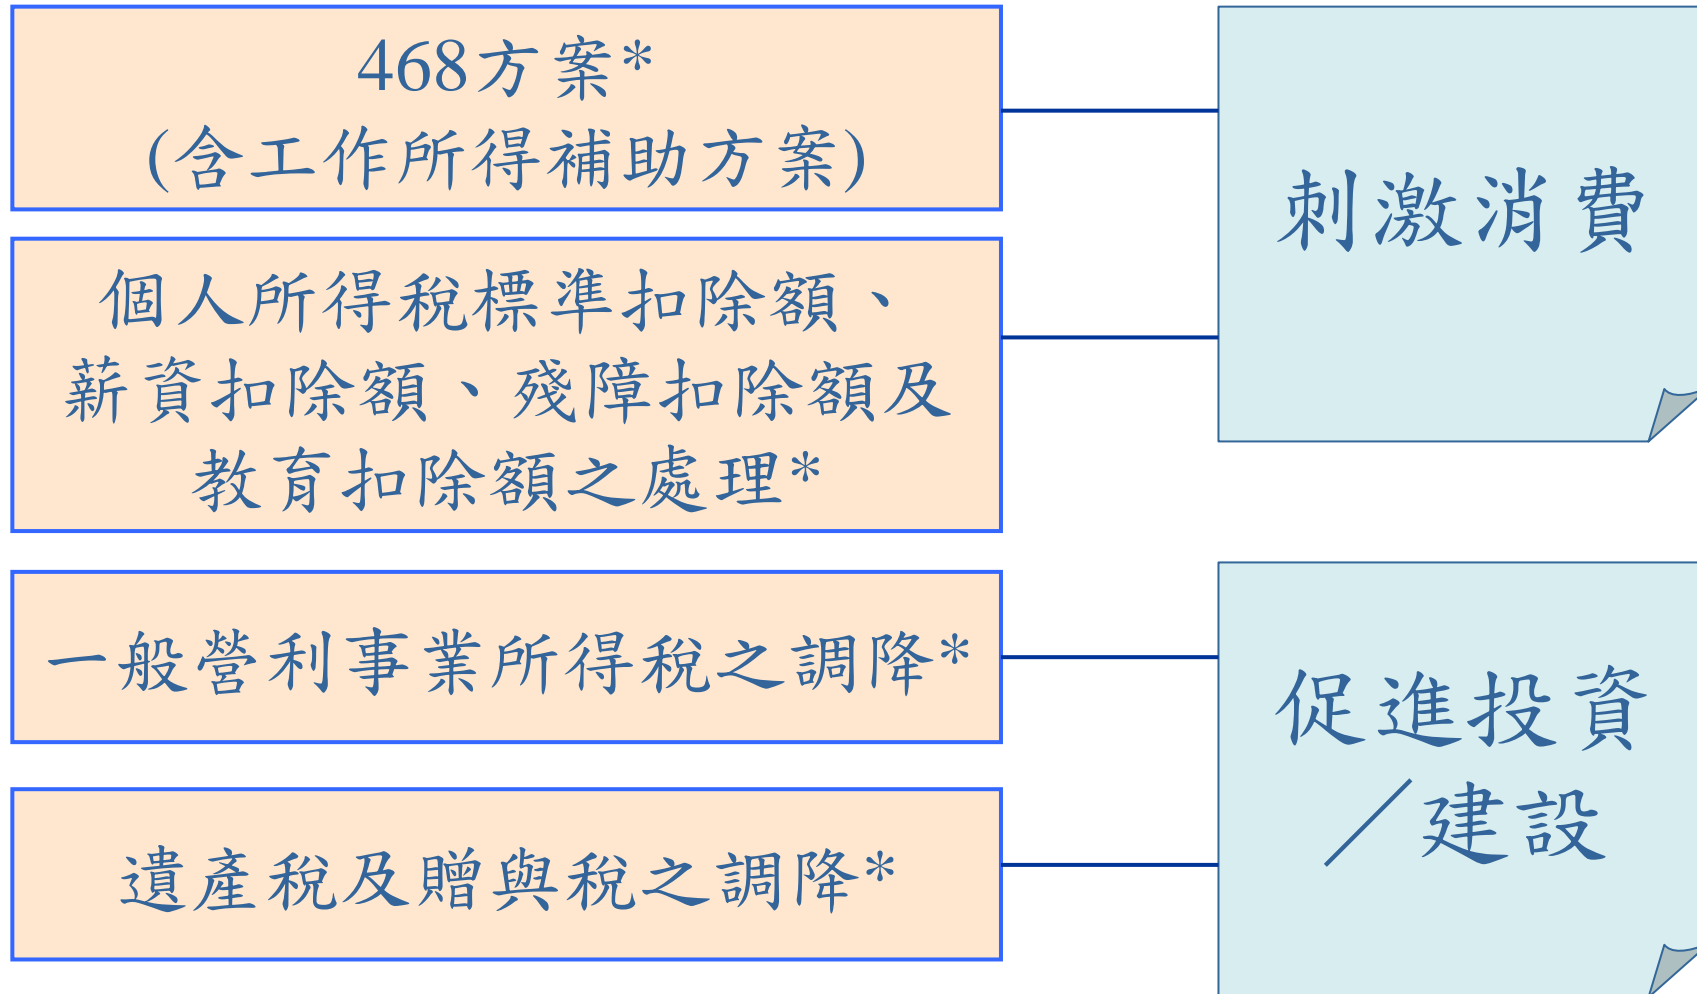 468方案*
(含工作所得補助方案)
個人所得稅標準扣除額、
薪資扣除額、殘障扣除額及
教育扣除額之處理*
刺激消費
一般營利事業所得稅之調降*
遺產稅及贈與稅之調降*
促進投資
／建設